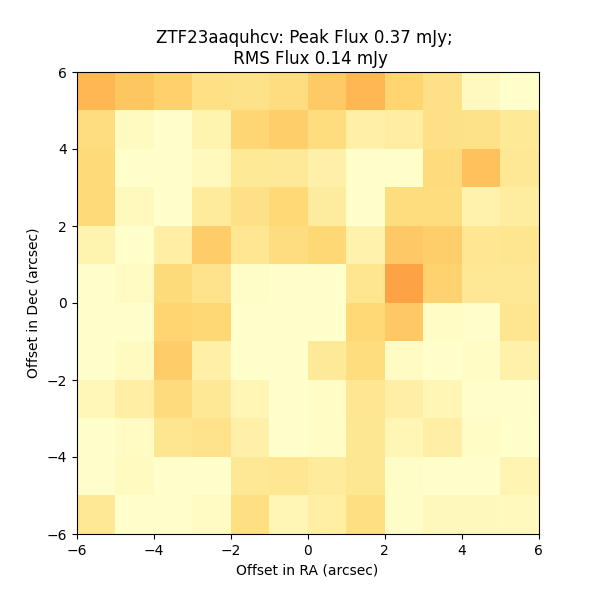 ZTF23aaquhcv: Peak Flux 0.37 mJy;
RMS Flux 0.14 mJy
6
4
2
0
−2
−4
−6
Offset in Dec (arcsec)
−6 −4 −2 0 2 4 6
Offset in RA (arcsec)